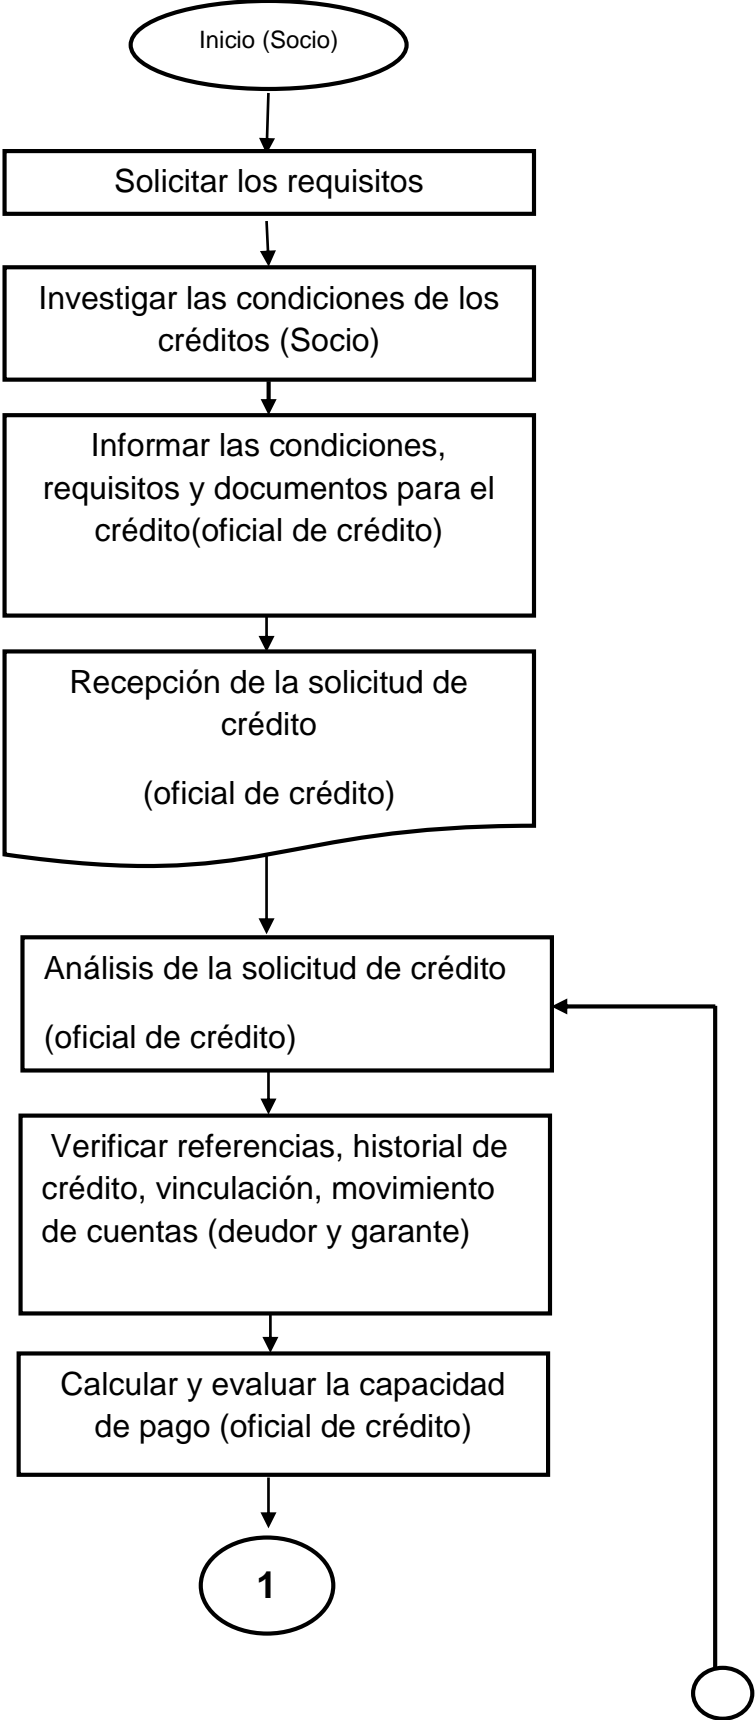 Inicio (Socio)
Solicitar los requisitos
Investigar las condiciones de los
créditos (Socio)
Informar las condiciones,
requisitos y documentos para el
crédito(oficial de crédito)
Recepción de la solicitud de
crédito
(oficial de crédito)
Análisis de la solicitud de crédito
(oficial de crédito)
Verificar referencias, historial de
crédito, vinculación, movimiento
de cuentas (deudor y garante)
Calcular y evaluar la capacidad
de pago (oficial de crédito)
1